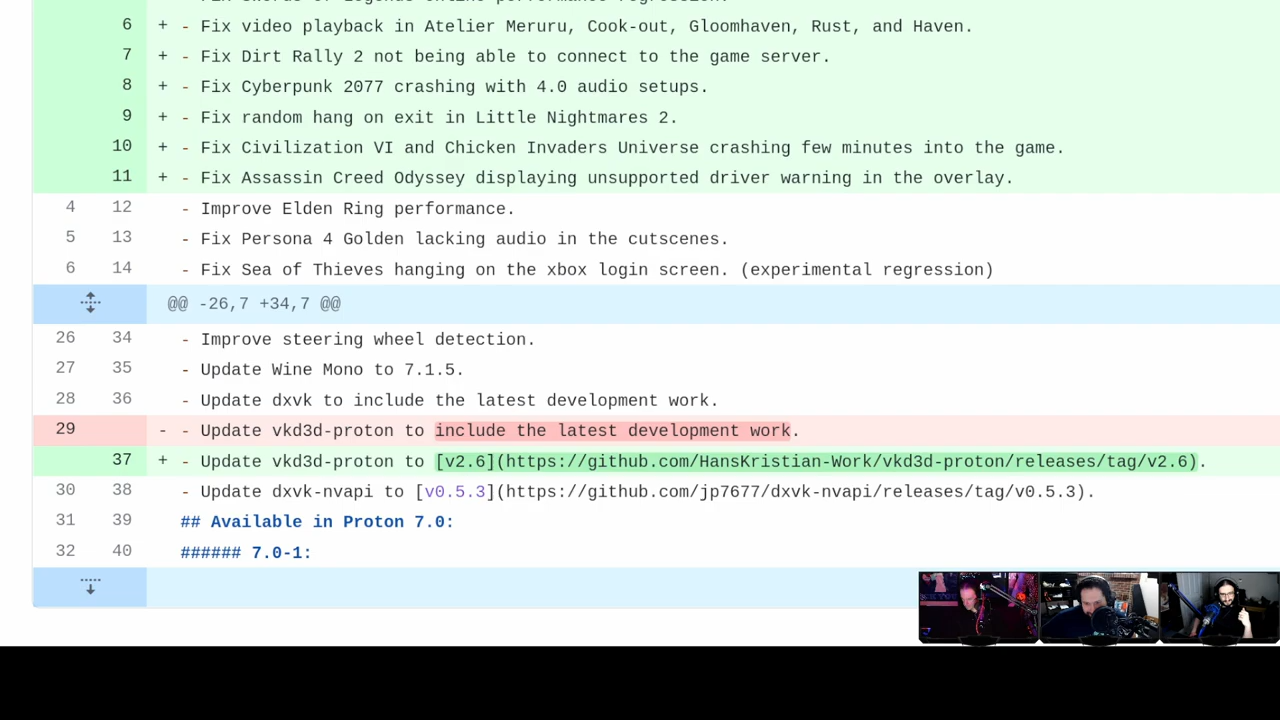 6 + - Fix video playback in Atelier Meruru, Cook-out, Gloomhaven, Rust, and Haven.
7 + - Fix Dirt Rally 2 not being able to connect to the game server.
8 + - Fix Cyberpunk 2077 crashing with 4.0 audio setups.
9 + - Fix random hang on exit in Little Nightmares 2.
10 + - Fix Civilization VI and Chicken Invaders Universe crashing few minutes into the game.
11 + - Fix Assassin Creed Odyssey displaying unsupported driver warning in the overlay.
4 12 - Improve Elden Ring performance.
5 13 - Fix Persona 4 Golden lacking audio in the cutscenes.
6 14 - Fix Sea of Thieves hanging on the xbox login screen. (experimental regression)
@@ -26,7 +34,7 @@
26 34 - Improve steering wheel detection.
27 35 - Update Wine Mono to 7.1.5.
28 36 - Update dxvk to include the latest development work.
29 - - Update vkd3d-proton to include the latest development work.
37 + - Update vkd3d-proton to [v2.6](https://github.com/HansKristian-Work/vkd3d-proton/releases/tag/v2.6).
30 38 - Update dxvk-nvapi to [v0.5.3](https://github.com/jp7677/dxvk-nvapi/releases/tag/v0.5.3).
31 39 ## Available in Proton 7.0:
32 40 ###### 7.0-1: